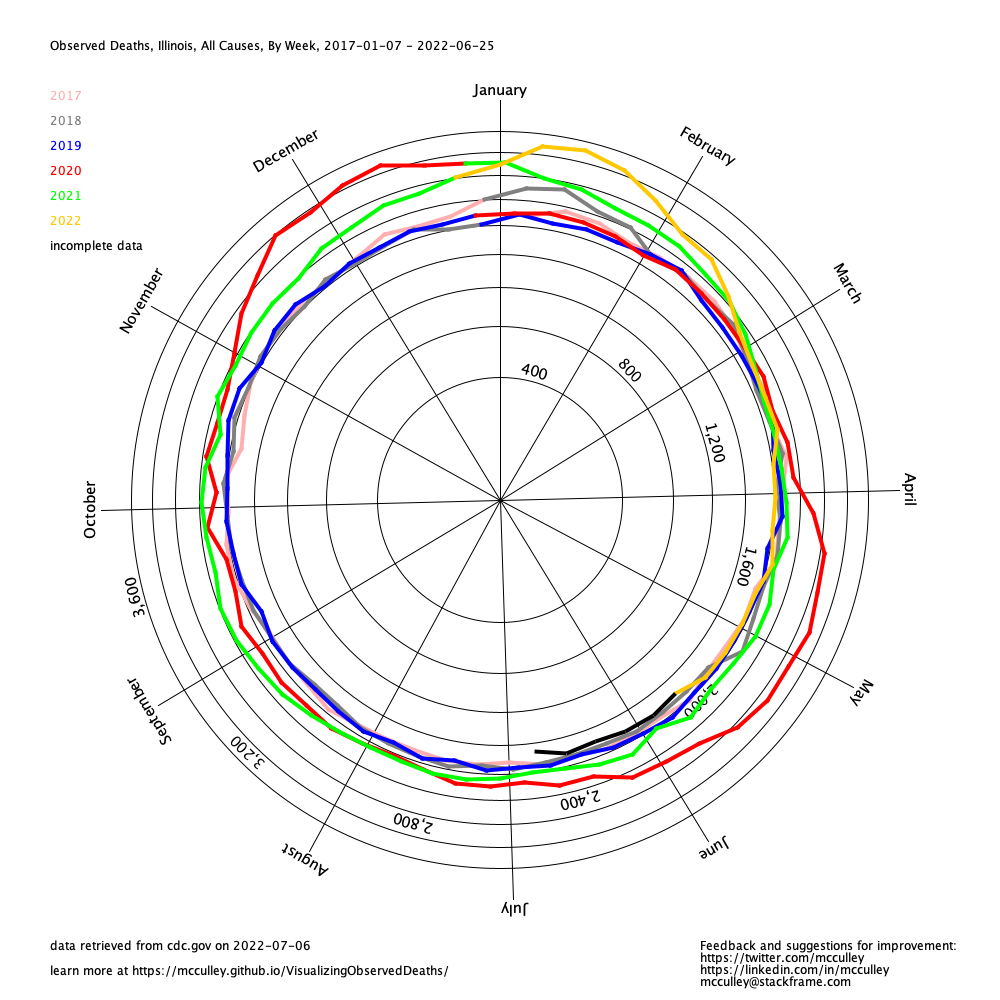 Observed Deaths, Illinois, All Causes, By Week, 2017-01-07 - 2022-06-25
2017
2018
2019
2020
2021
2022
incomplete data
January
February
March
April
May
June
July
August
September
October
November
December
400
800
1,200
1,600
2,000
2,400
2,800
3,200
3,600
data retrieved from cdc.gov on 2022-07-06
learn more at https://mcculley.github.io/VisualizingObservedDeaths/
Feedback and suggestions for improvement:
https://twitter.com/mcculley
https://linkedin.com/in/mcculley
mcculley@stackframe.com